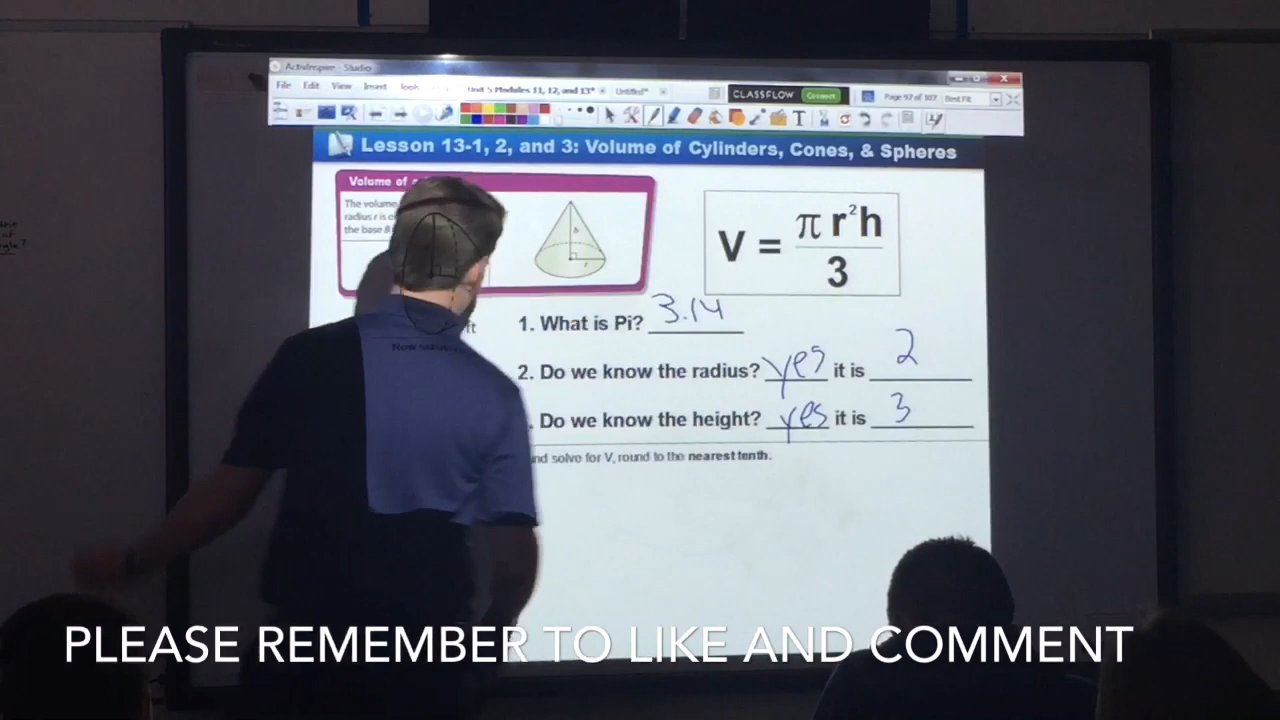 ActivInspire - Studio
File Edit View Insert Tools
Unit 5 Modules 11, 12, and 13* Untitled*
CLASSFLOW Connect
Page 97 of 107 Best Fit
Lesson 13-1, 2, and 3: Volume of Cylinders, Cones, & Spheres
Volume of
The volume
radius r is
the base B
h
r
V = π r²h
3
ft
1. What is Pi? 3.14
2. Do we know the radius? yes it is 2
. Do we know the height? yes it is 3
and solve for V, round to the nearest tenth.
PLEASE REMEMBER TO LIKE AND COMMENT